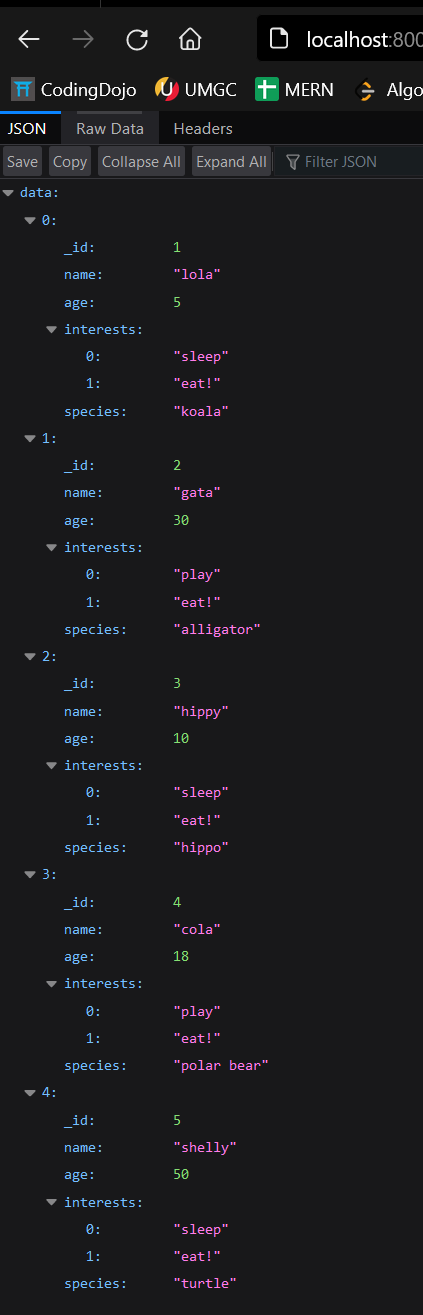 localhost:800
CodingDojo UMGC MERN Algo
JSON Raw Data Headers
Save Copy Collapse All Expand All Filter JSON
data:
0:
_id: 1
name: "lola"
age: 5
interests:
0: "sleep"
1: "eat!"
species: "koala"
1:
_id: 2
name: "gata"
age: 30
interests:
0: "play"
1: "eat!"
species: "alligator"
2:
_id: 3
name: "hippy"
age: 10
interests:
0: "sleep"
1: "eat!"
species: "hippo"
3:
_id: 4
name: "cola"
age: 18
interests:
0: "play"
1: "eat!"
species: "polar bear"
4:
_id: 5
name: "shelly"
age: 50
interests:
0: "sleep"
1: "eat!"
species: "turtle"